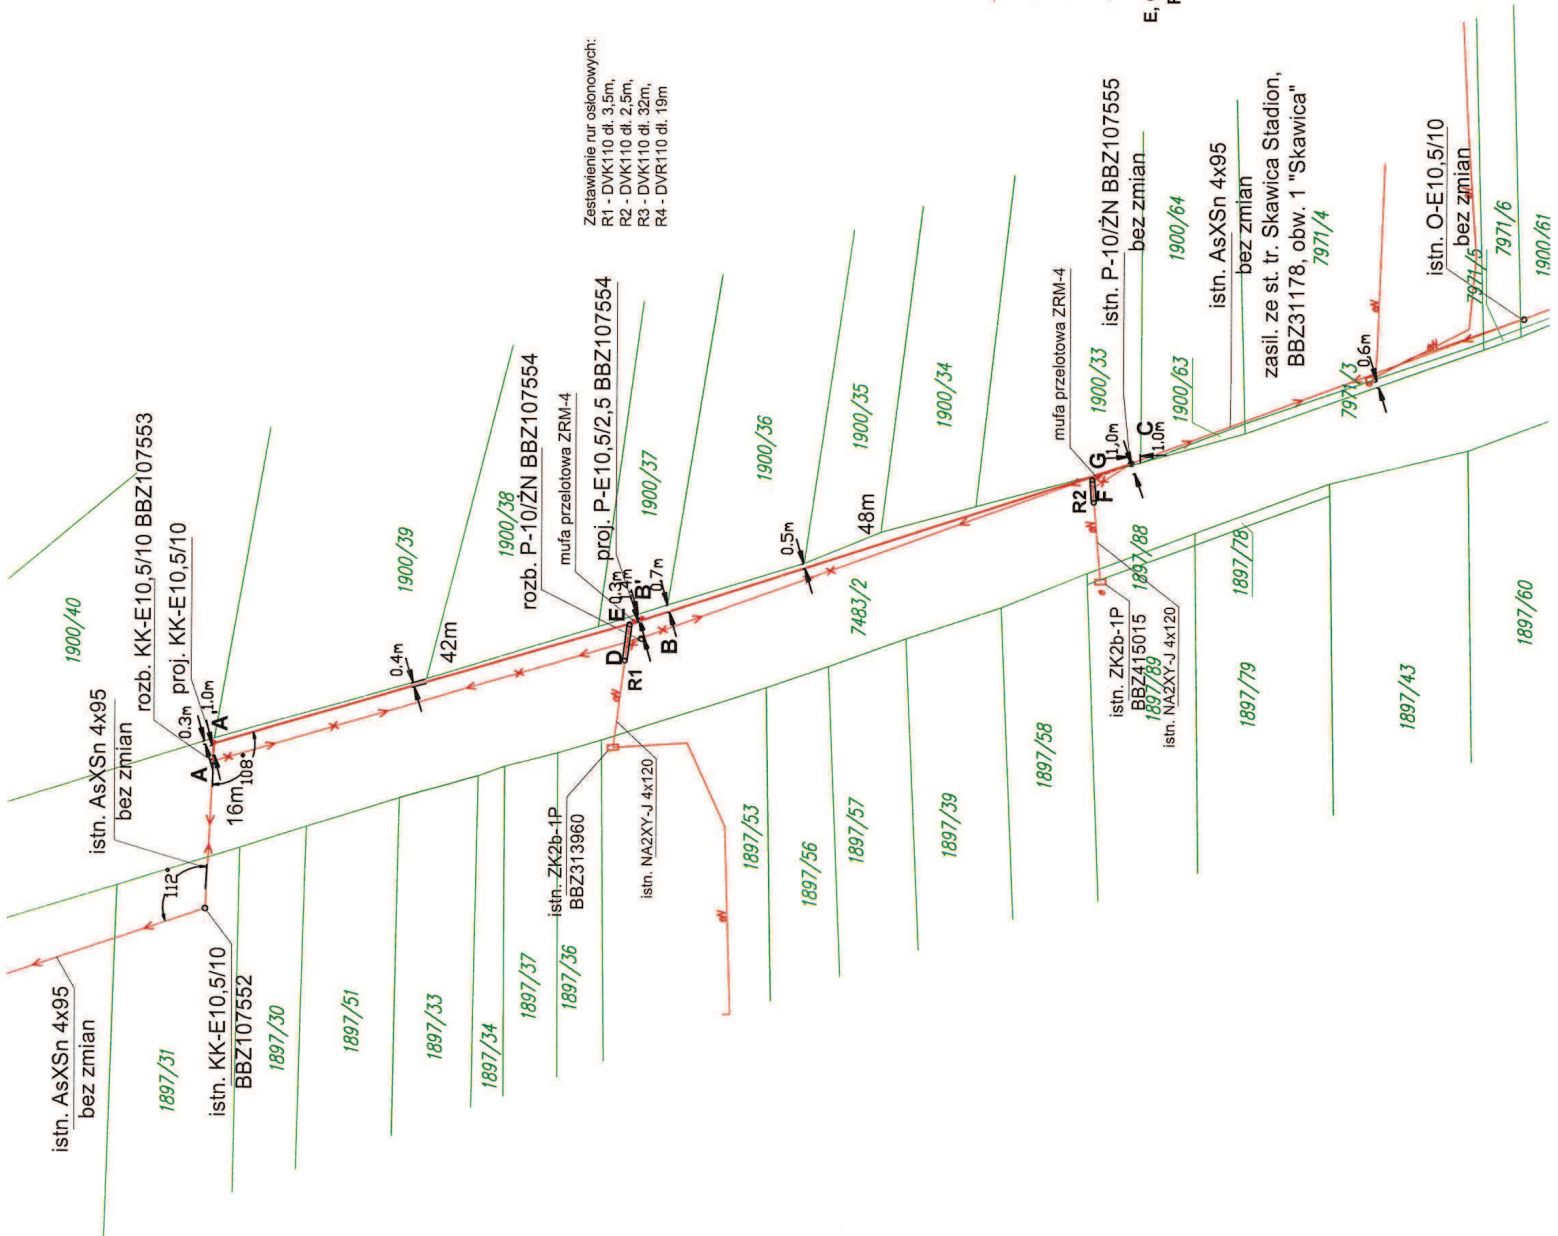 E,
Zestawienie rur osłonowych:
R1 - DVK110 dł. 3,5m,
R2 - DVK110 dł. 2,5m,
R3 - DVK110 dł. 32m,
R4 - DVR110 dł. 19m
istn. AsXSn 4x95
bez zmian
1897/31
istn. KK-E10,5/10
BBZ107552
112°
istn. AsXSn 4x95
bez zmian
rozb. KK-E10,5/10 BBZ107553
proj. KK-E10,5/10
1900/40
0.3m
1.0m
A
A'
108°
16m
1897/30
1897/51
1897/33
1897/34
1897/37
1897/36
1900/39
0.4m
42m
1900/38
rozb. P-10/ŻN BBZ107554
mufa przelotowa ZRM-4
proj. P-E10,5/2,5 BBZ107554
1900/37
D
E
R1
0,3m
B'
B
0.7m
istn. ZK2b-1P
BBZ313960
istn. NA2XY-J 4x120
1900/36
0.5m
1900/35
48m
1900/34
7483/2
1897/53
1897/56
1897/57
1897/39
1897/58
mufa przelotowa ZRM-4
1900/33
istn. P-10/ŻN BBZ107555
bez zmian
R2
F
G
1,0m
C
1.0m
1900/63
1900/64
istn. AsXSn 4x95
bez zmian
zasil. ze st. tr. Skawica Stadion,
BBZ31178, obw. 1 "Skawica"
7971/4
1897/88
1897/78
istn. ZK2b-1P
BBZ415015
1897/89
istn. NA2XY-J 4x120
1897/79
1897/43
1897/60
7971/3
0.6m
istn. O-E10,5/10
bez zmian
7971/5
7971/6
1900/61